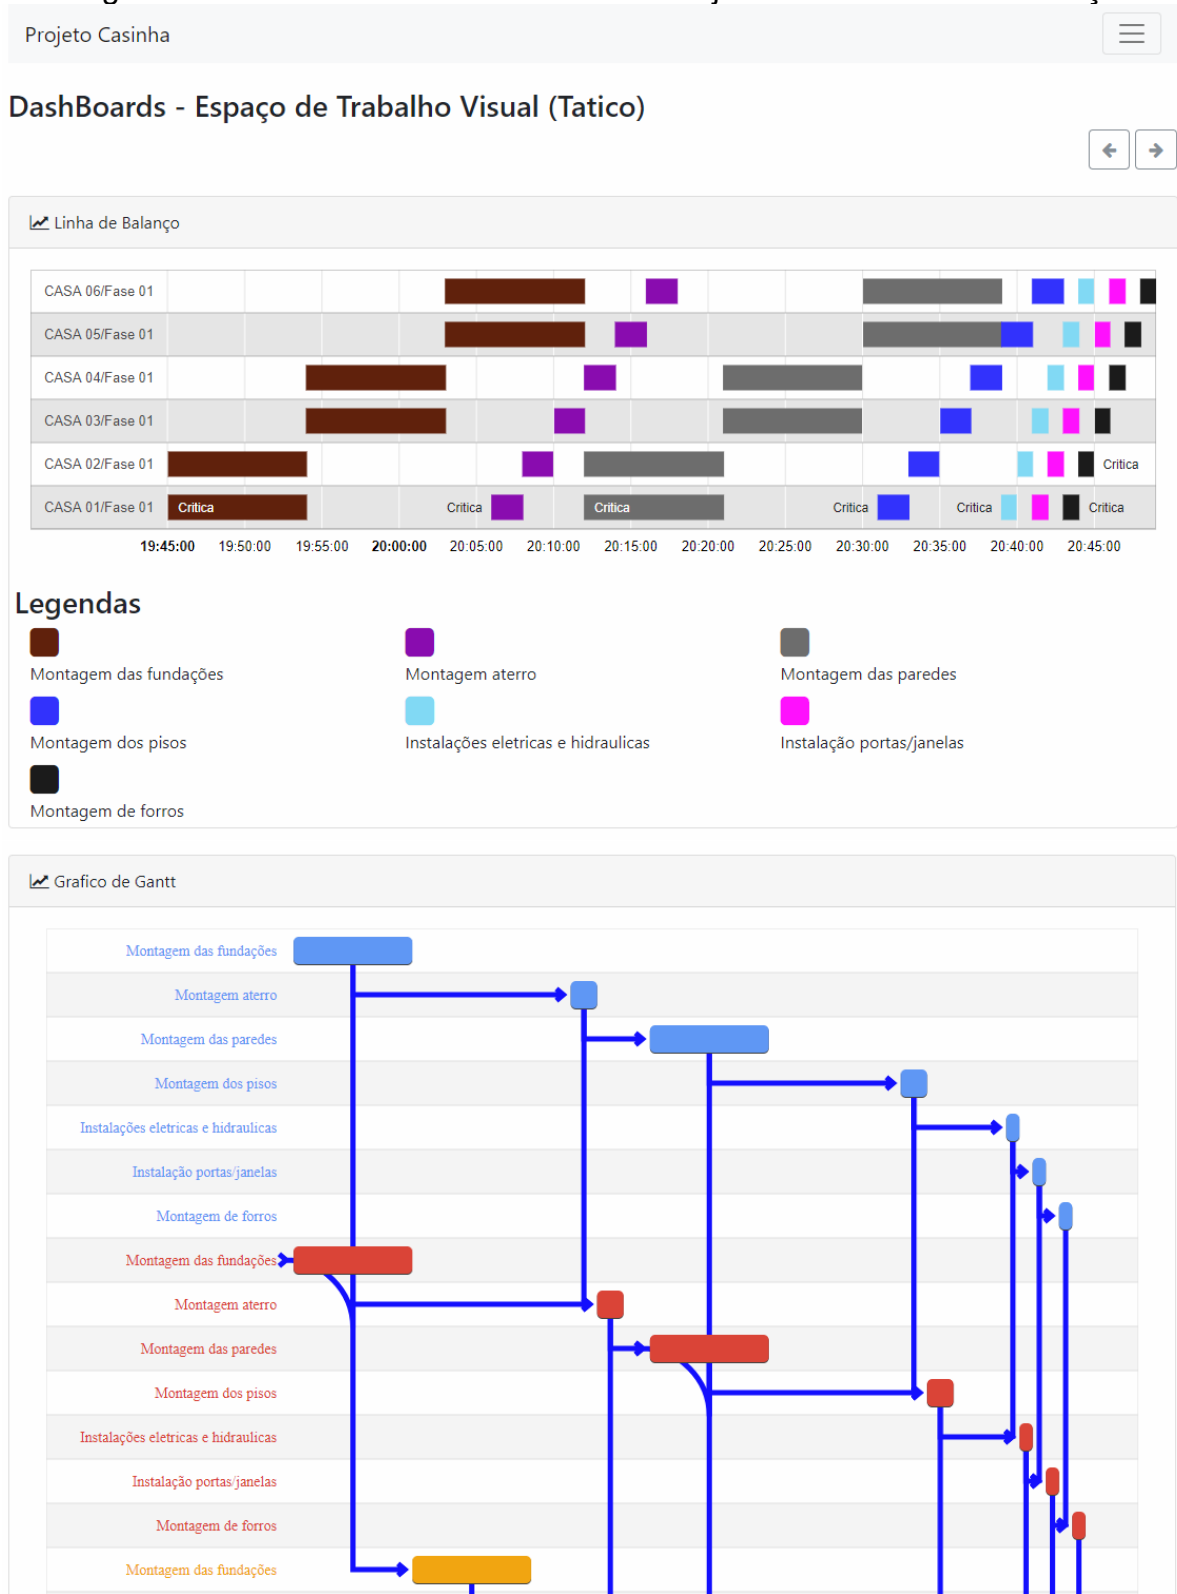 Projeto Casinha
DashBoards - Espaço de Trabalho Visual (Tatico)
Linha de Balanço
CASA 06/Fase 01
CASA 05/Fase 01
CASA 04/Fase 01
CASA 03/Fase 01
CASA 02/Fase 01 Critica
CASA 01/Fase 01 Critica Critica Critica Critica Critica Critica
19:45:00 19:50:00 19:55:00 20:00:00 20:05:00 20:10:00 20:15:00 20:20:00 20:25:00 20:30:00 20:35:00 20:40:00 20:45:00
Legendas
Montagem das fundações Montagem aterro Montagem das paredes
Montagem dos pisos Instalações eletricas e hidraulicas Instalação portas/janelas
Montagem de forros
Grafico de Gantt
Montagem das fundações
Montagem aterro
Montagem das paredes
Montagem dos pisos
Instalações eletricas e hidraulicas
Instalação portas/janelas
Montagem de forros
Montagem das fundações
Montagem aterro
Montagem das paredes
Montagem dos pisos
Instalações eletricas e hidraulicas
Instalação portas/janelas
Montagem de forros
Montagem das fundações